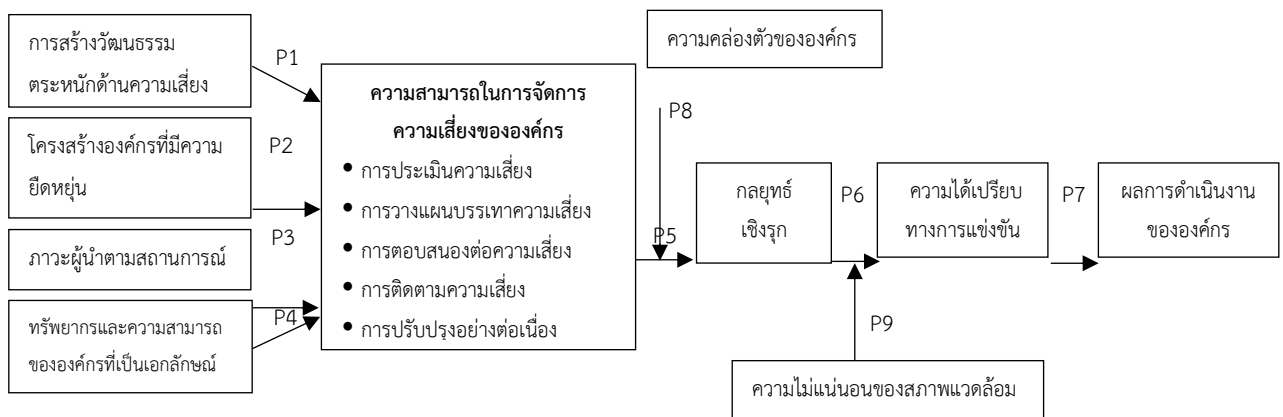 การสร้างวัฒนธรรม
ตระหนักด้านความเสี่ยง
P1
โครงสร้างองค์กรที่มีความ
ยืดหยุ่น
P2
ภาวะผู้นำตามสถานการณ์
P3
ทรัพยากรและความสามารถ
ขององค์กรที่เป็นเอกลักษณ์
P4
ความสามารถในการจัดการ
ความเสี่ยงขององค์กร
• การประเมินความเสี่ยง
• การวางแผนบรรเทาความเสี่ยง
• การตอบสนองต่อความเสี่ยง
• การติดตามความเสี่ยง
• การปรับปรุงอย่างต่อเนื่อง
ความคล่องตัวขององค์กร
P8
P5
กลยุทธ์
เชิงรุก
P6
ความได้เปรียบ
ทางการแข่งขัน
P7
ผลการดำเนินงาน
ขององค์กร
P9
ความไม่แน่นอนของสภาพแวดล้อม